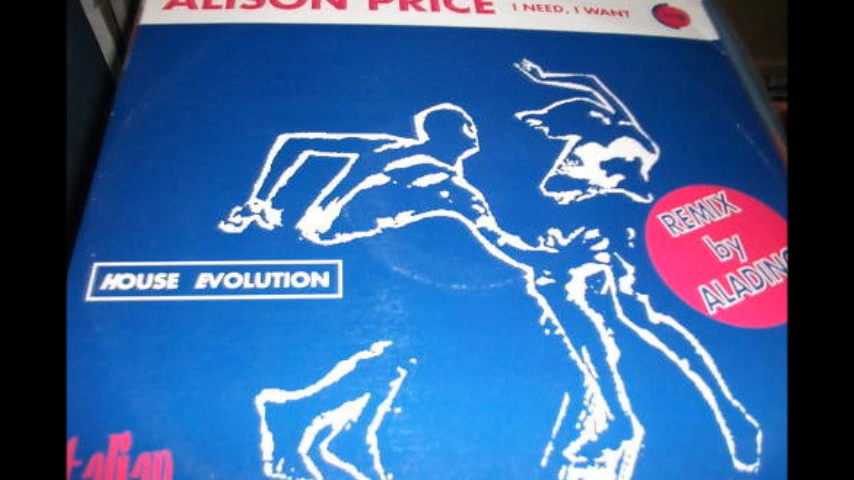 ALISON PRICE I NEED, I WANT
REMIX
by
ALADINO
HOUSE EVOLUTION